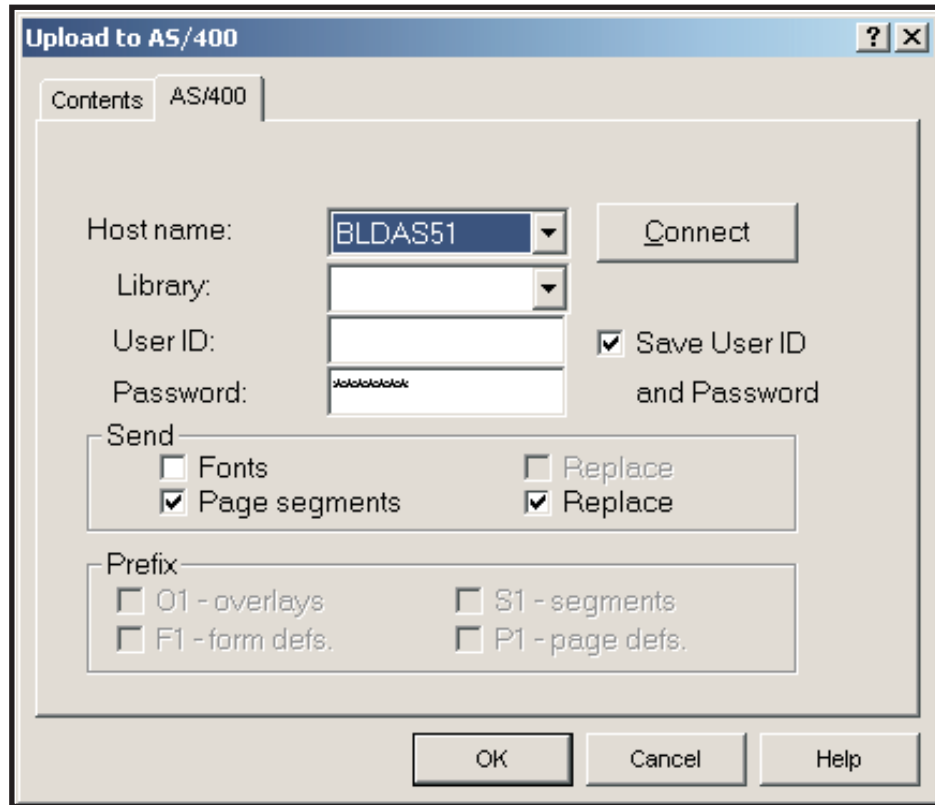 Upload to AS/400
Contents AS/400
Host name: BLDAS51 Connect
Library:
User ID: Save User ID
Password: ******** and Password
Send
Fonts Replace
Page segments Replace
Prefix
O1 - overlays S1 - segments
F1 - form defs. P1 - page defs.
OK Cancel Help